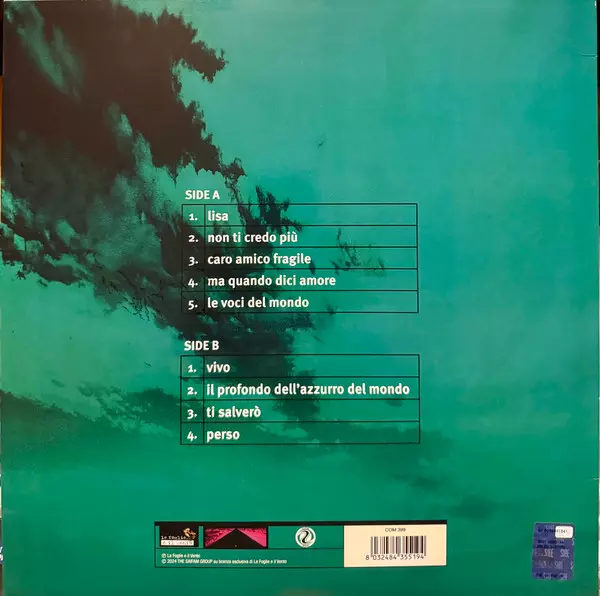 SIDE A
1. lisa
2. non ti credo più
3. caro amico fragile
4. ma quando dici amore
5. le voci del mondo
SIDE B
1. vivo
2. il profondo dell'azzurro del mondo
3. ti salverò
4. perso
COM 399
8 032484 355194
Ⓟ Le Foglie e il Vento
© 2024 THE SAIFAM GROUP su licenza esclusiva di Le Foglie e il Vento